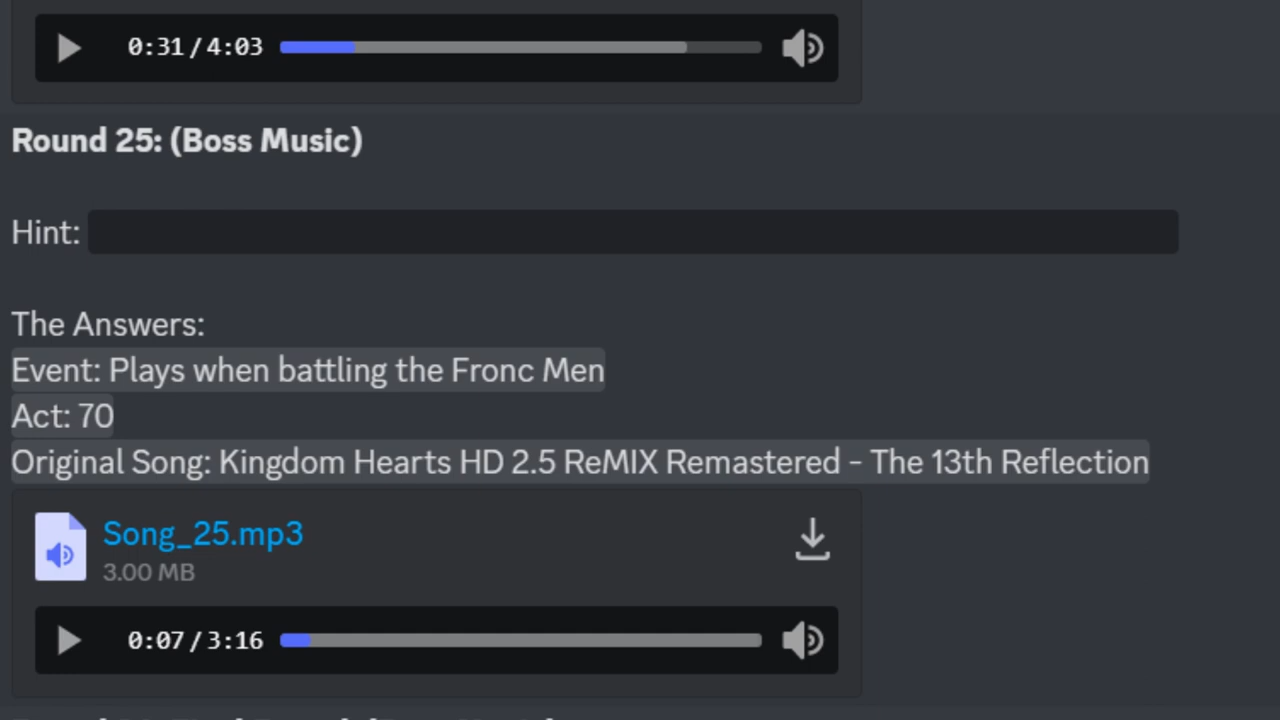 0:31 / 4:03
Round 25: (Boss Music)
Hint:
The Answers:
Event: Plays when battling the Fronc Men
Act: 70
Original Song: Kingdom Hearts HD 2.5 ReMIX Remastered - The 13th Reflection
Song_25.mp3
3.00 MB
0:07 / 3:16